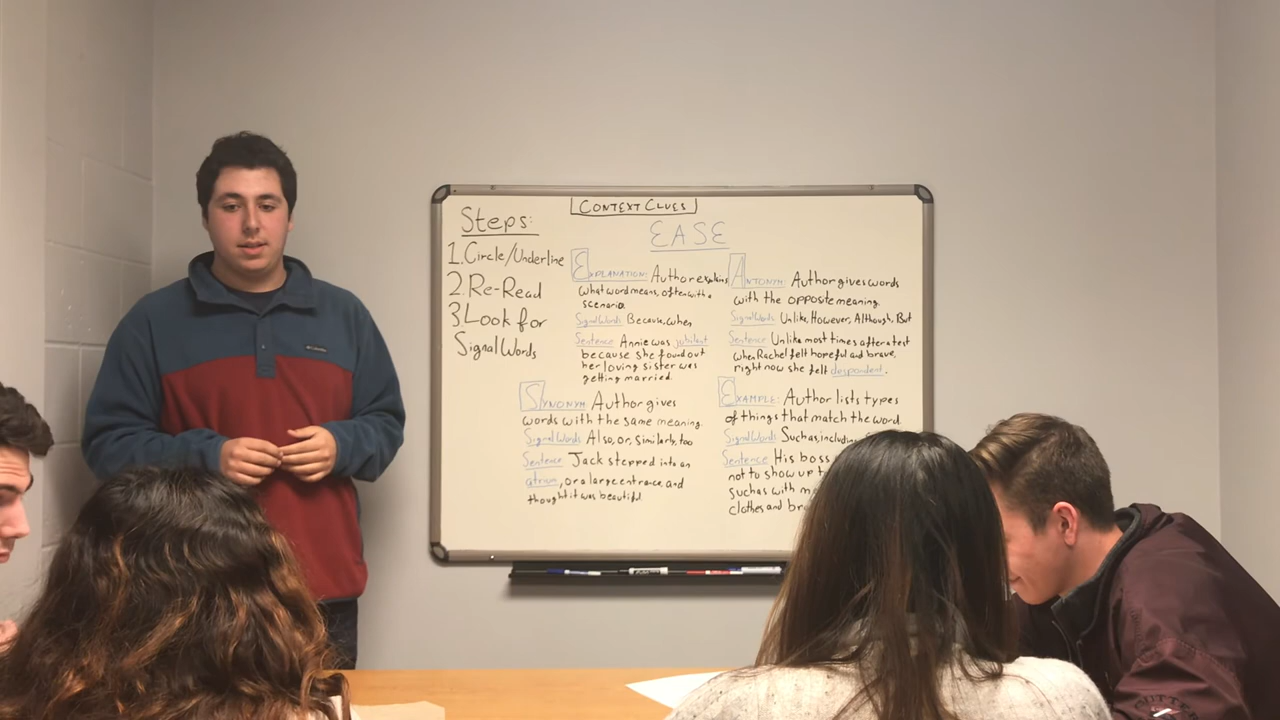 CONTEXT CLUES
EASE
Steps:
1. Circle/Underline
2. Re-Read
3. Look for
Signal Words
EXPLANATION: Author explains
what word means, often with a
scenario.
Signal Words Because, when
Sentence Annie was jubilant
because she found out
her loving sister was
getting married.
ANTONYM: Author gives words
with the opposite meaning.
Signal Words Unlike, However, Although, But
Sentence Unlike most times after a test
when Rachel felt hopeful and brave,
right now she felt despondent.
SYNONYM Author gives
words with the same meaning.
Signal Words Also, or, Similarly, too
Sentence Jack stepped into an
atrium, or a large entrance, and
thought it was beautiful.
EXAMPLE: Author lists types
of things that match the word.
Signal Words Such as, including
Sentence His boss
not to show up
such as with
clothes and
Columbia